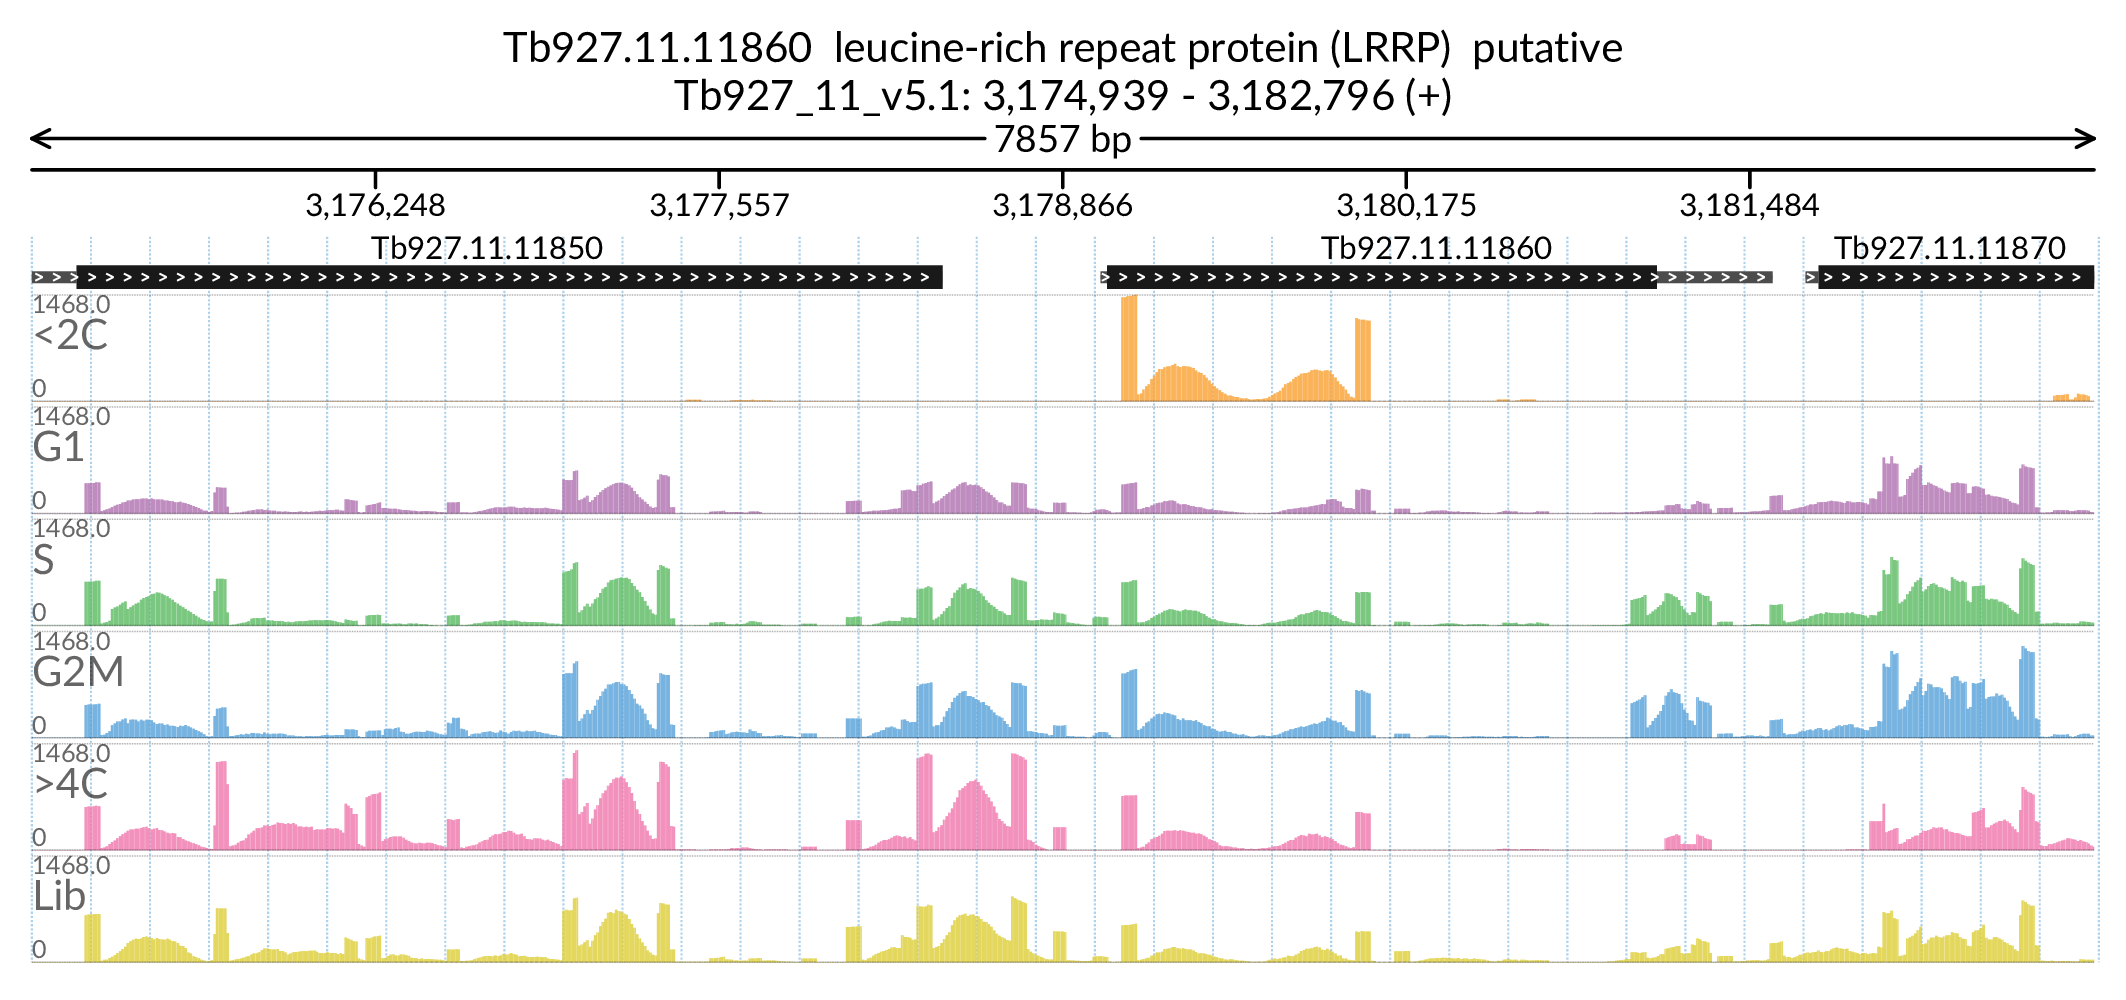 Tb927.11.11860  leucine-rich repeat protein (LRRP)  putative
Tb927_11_v5.1: 3,174,939 - 3,182,796 (+)
7857 bp
3,176,248 3,177,557 3,178,866 3,180,175 3,181,484
Tb927.11.11850 Tb927.11.11860 Tb927.11.11870
1468.0
<2C
0
1468.0
G1
0
1468.0
S
0
1468.0
G2M
0
1468.0
>4C
0
1468.0
Lib
0